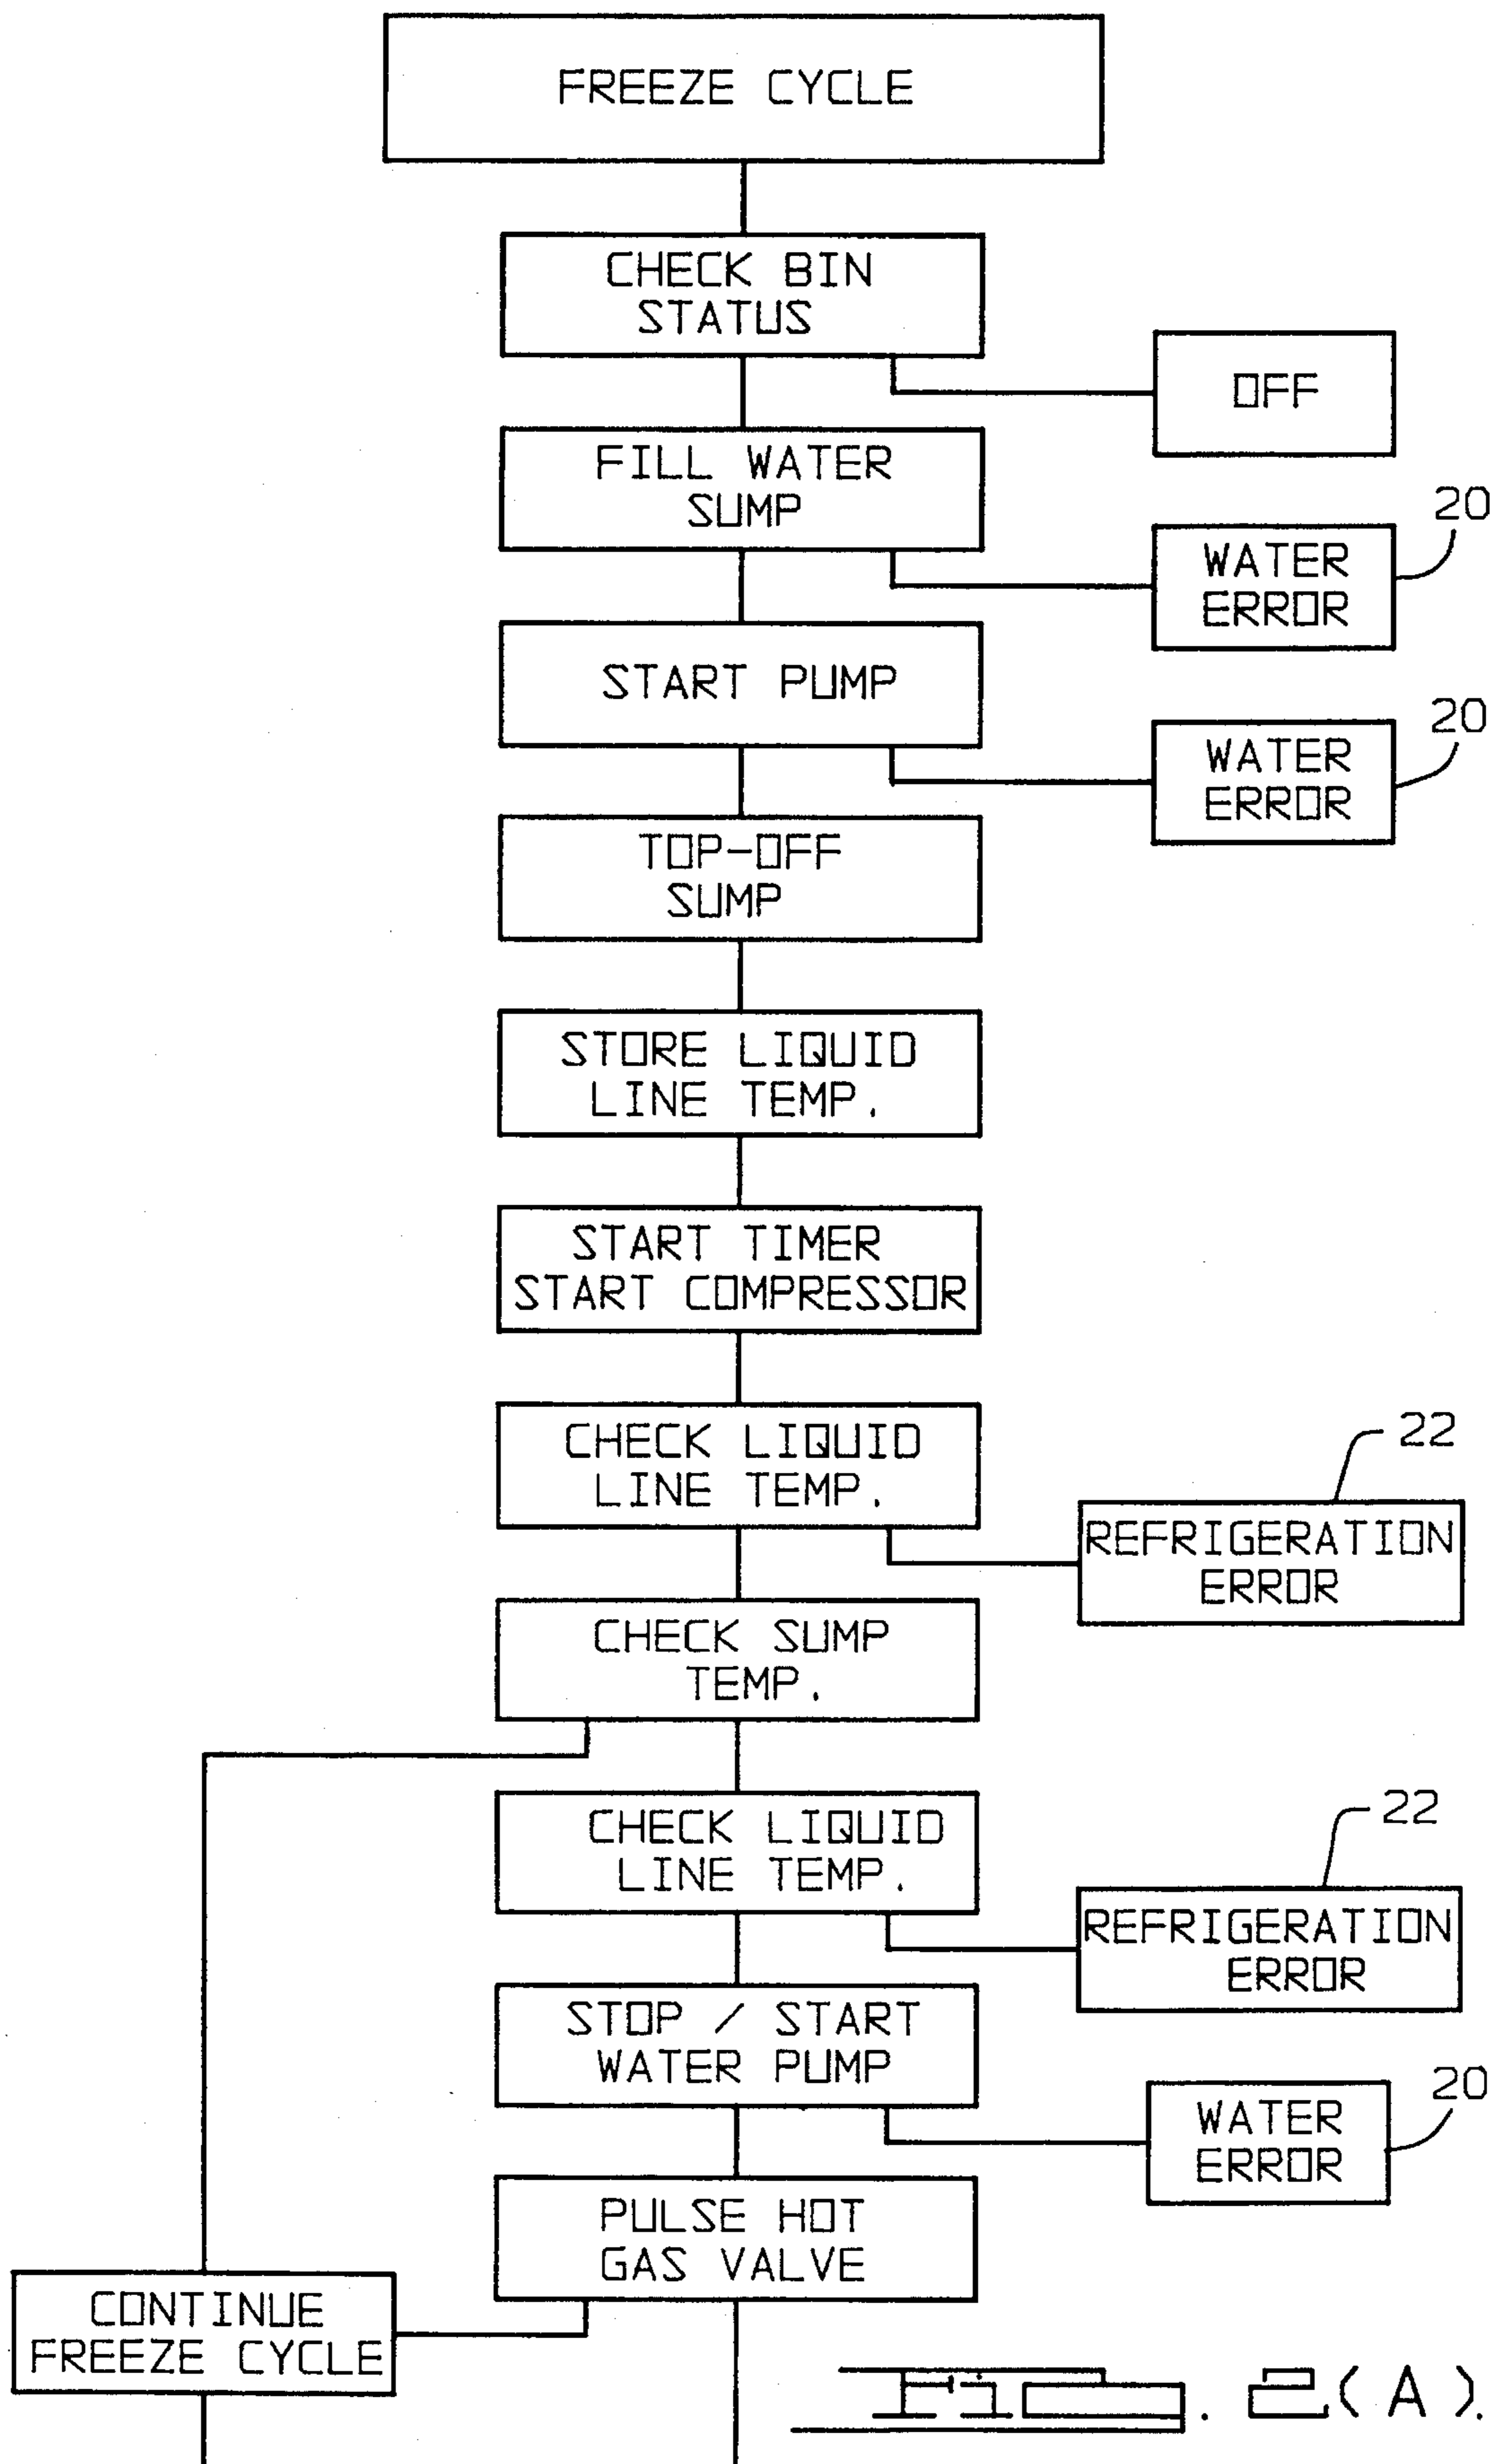 FREEZE CYCLE
CHECK BIN
STATUS
OFF
FILL WATER
SUMP
20
WATER
ERROR
START PUMP
20
WATER
ERROR
TOP-OFF
SUMP
STORE LIQUID
LINE TEMP.
START TIMER
START COMPRESSOR
CHECK LIQUID
LINE TEMP.
22
REFRIGERATION
ERROR
CHECK SUMP
TEMP.
CHECK LIQUID
LINE TEMP.
22
REFRIGERATION
ERROR
STOP / START
WATER PUMP
20
WATER
ERROR
PULSE HOT
GAS VALVE
CONTINUE
FREEZE CYCLE
FIG. 2(A).